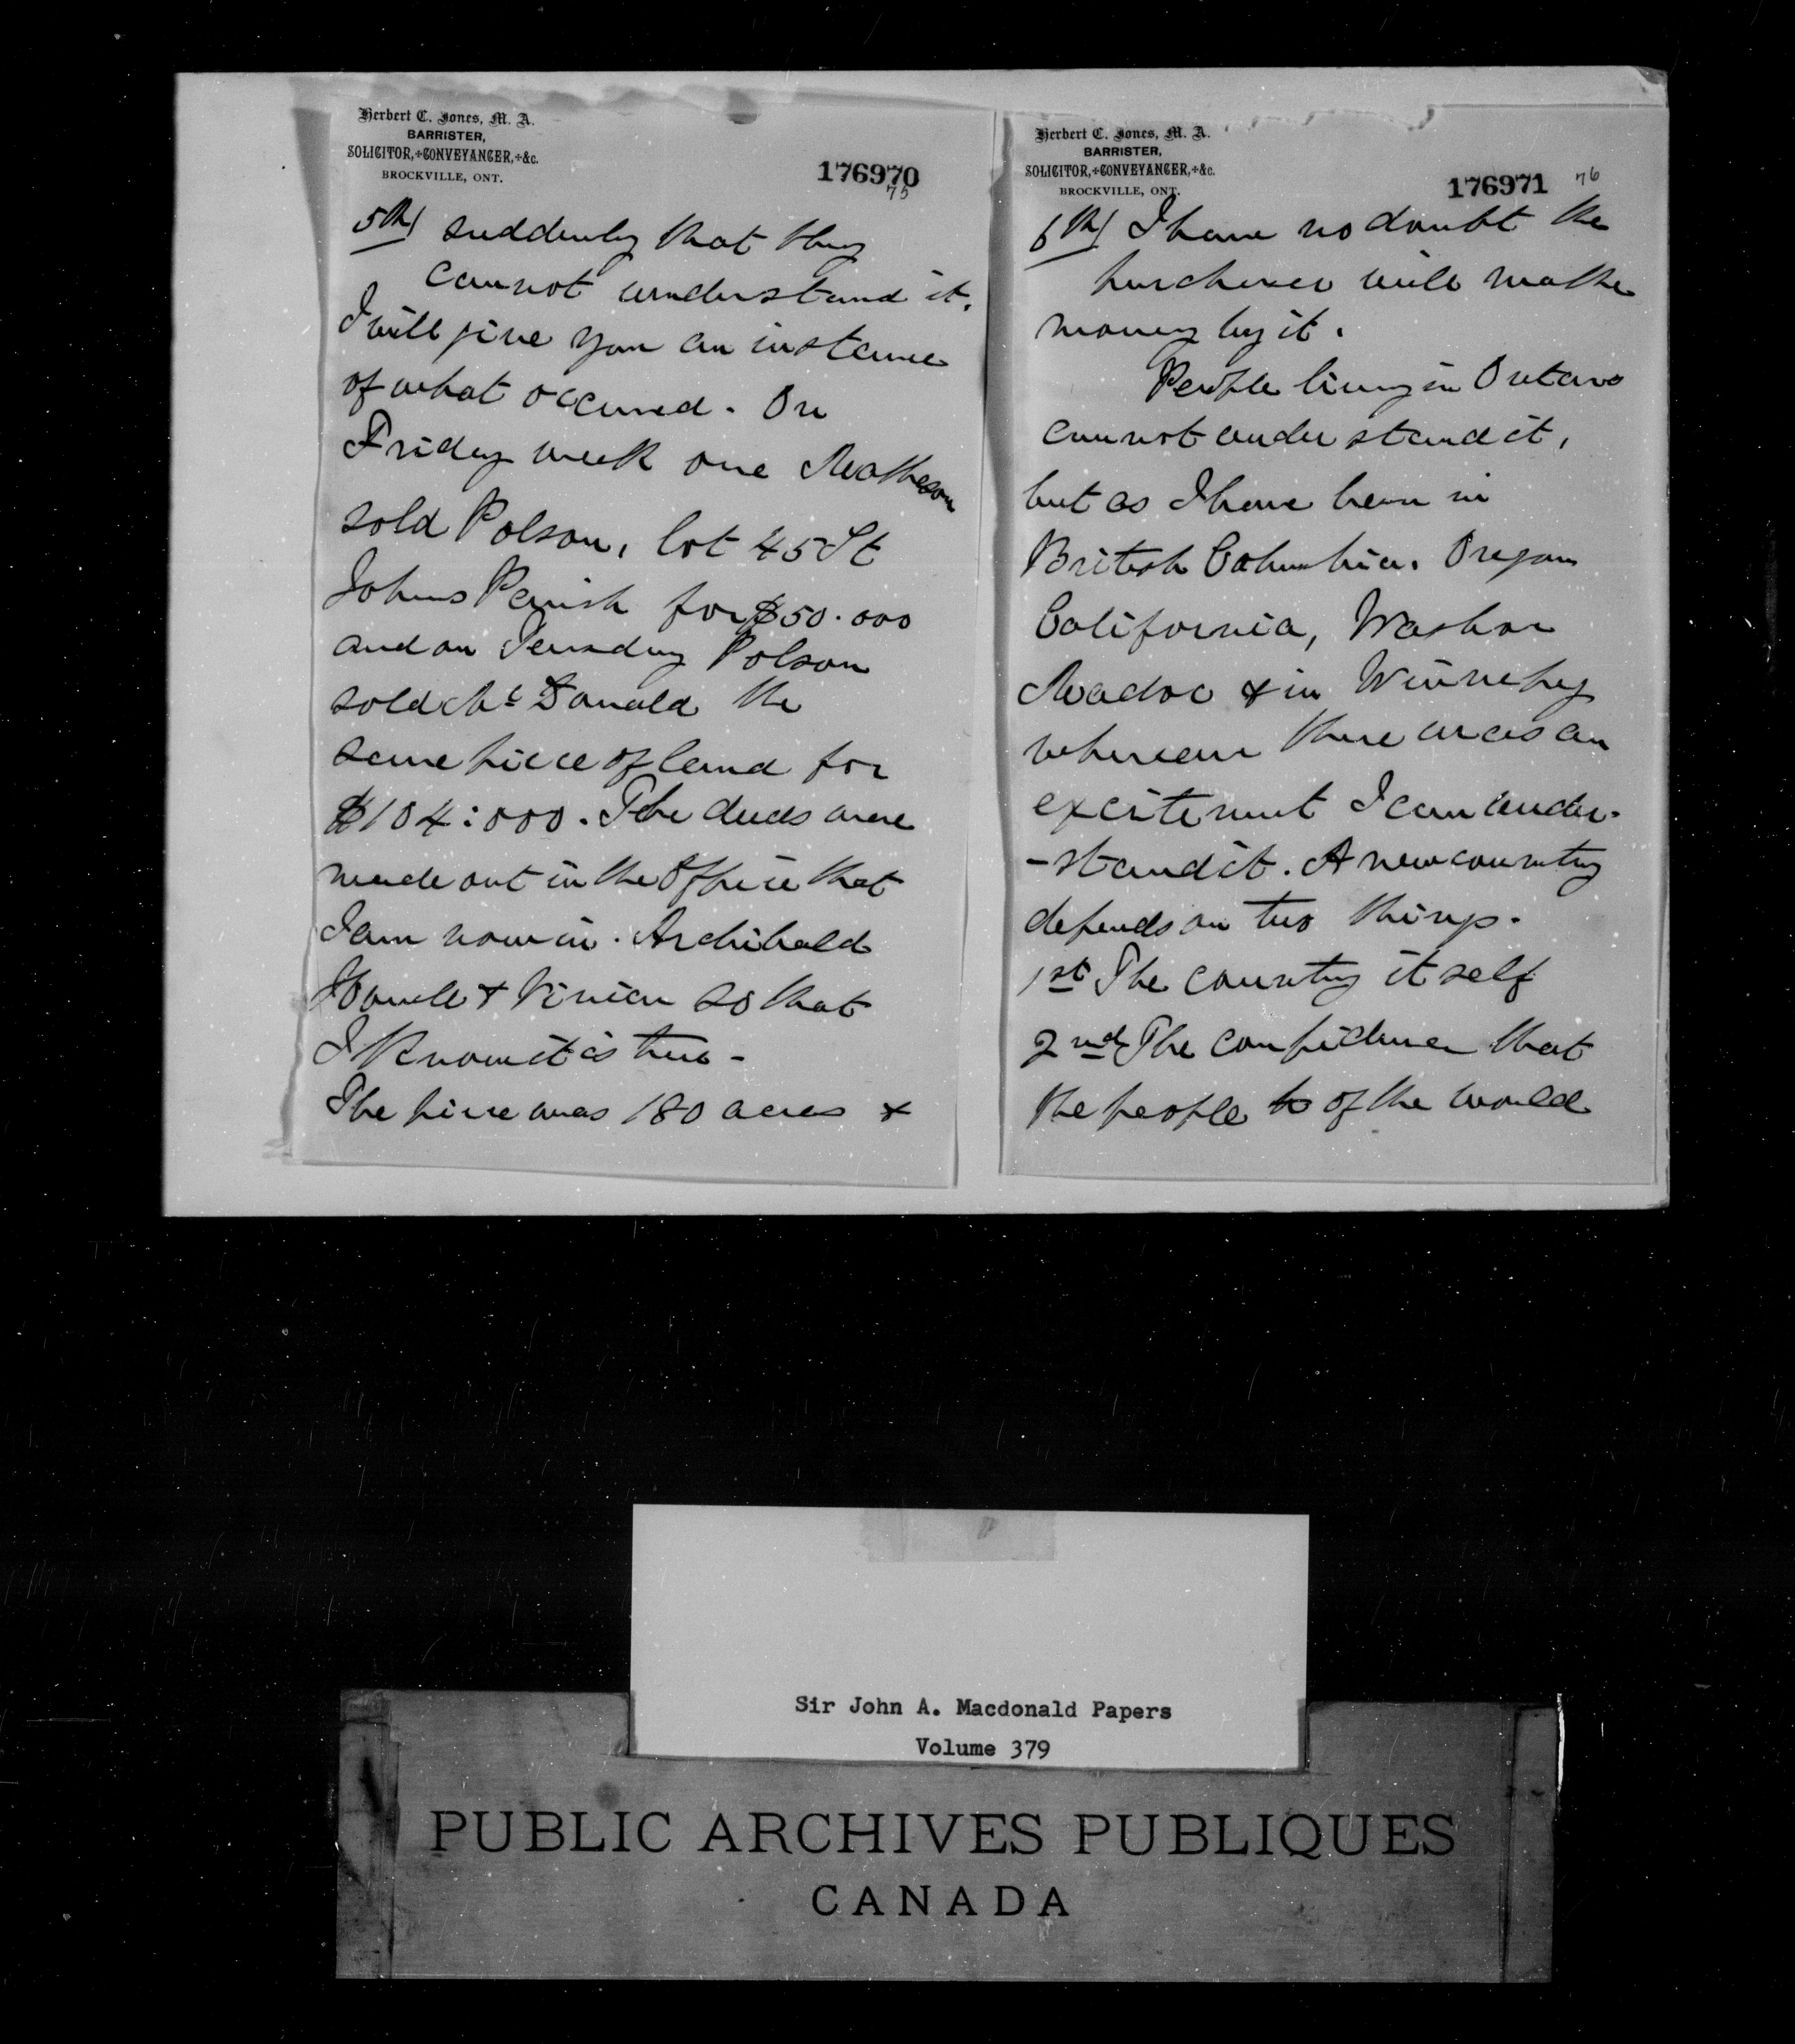 Herbert C. Jones, M. A.
BARRISTER,
SOLICITOR,÷CONVEYANCER,÷&c.
BROCKVILLE, ONT.
176970
75
5th/ suddenly that they
cannot understand it.
I will give you an instance
of what occured. On
Friday week one Matheson
sold Polson, lot 45 St
Johns Parish for $50.000
and on Tuesday Polson
sold McDonald the
same piece of land for
$104:000. The deeds were
made out in the Office that
I am now in. Archibald
Howell & Vivian so that
I Know it is true -
The piece was 180 acres &
Herbert C. Jones, M. A.
BARRISTER,
SOLICITOR,÷CONVEYANCER,÷&c.
BROCKVILLE, ONT.
176971
76
6th/ I have no doubt the
purchaser will make
money by it.
People living in Ontario
cannot understand it,
but as I have been in
British Columbia. Oregon
California, Washoe
Madoc & in Winnipeg
whenever there was an
excitement I can under-
-stand it. A new country
depends on two things.
1st The country itself
2nd The confidence that
the people to of the world
Sir John A. Macdonald Papers
Volume 379
PUBLIC ARCHIVES PUBLIQUES
CANADA